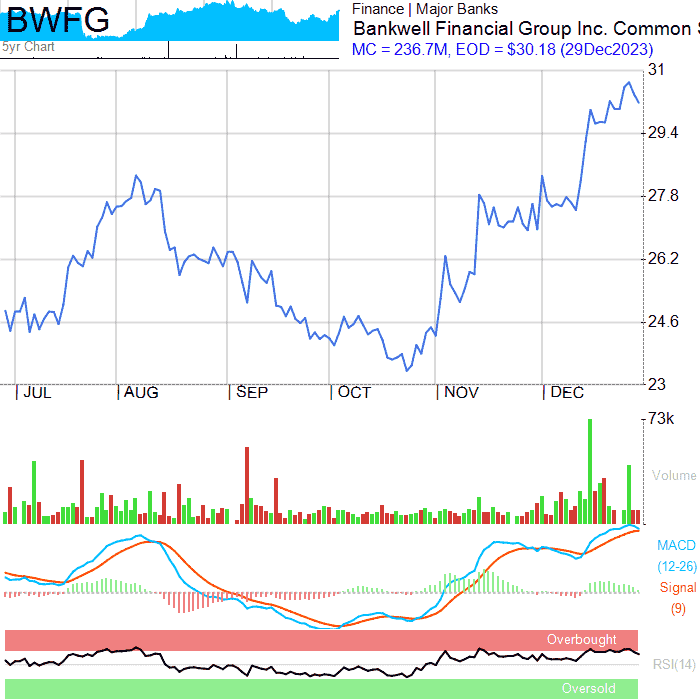 BWFG
5yr Chart
Finance | Major Banks
Bankwell Financial Group Inc. Common S
MC = 236.7M, EOD = $30.18 (29Dec2023)
31
29.4
27.8
26.2
24.6
23
JUL AUG SEP OCT NOV DEC
73k
Volume
MACD
(12-26)
Signal
(9)
Overbought
RSI(14)
Oversold